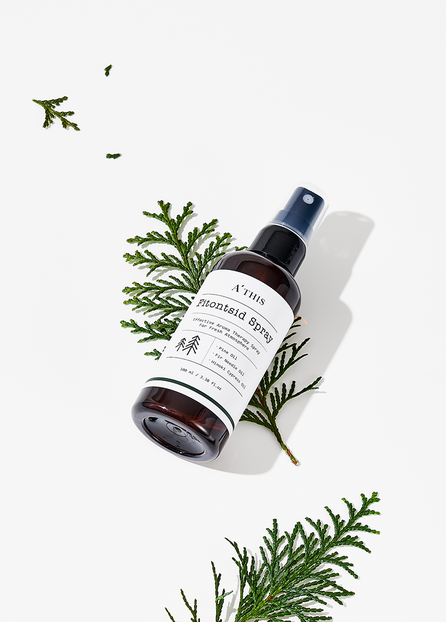 A'THIS
Pitontsid Spray
Effective Aroma Therapy Spray
For Fresh Atmosphere
· Pine Oil
· Fir Needle Oil
· Hinoki Cypress Oil
100 ml / 3.38 fl.oz